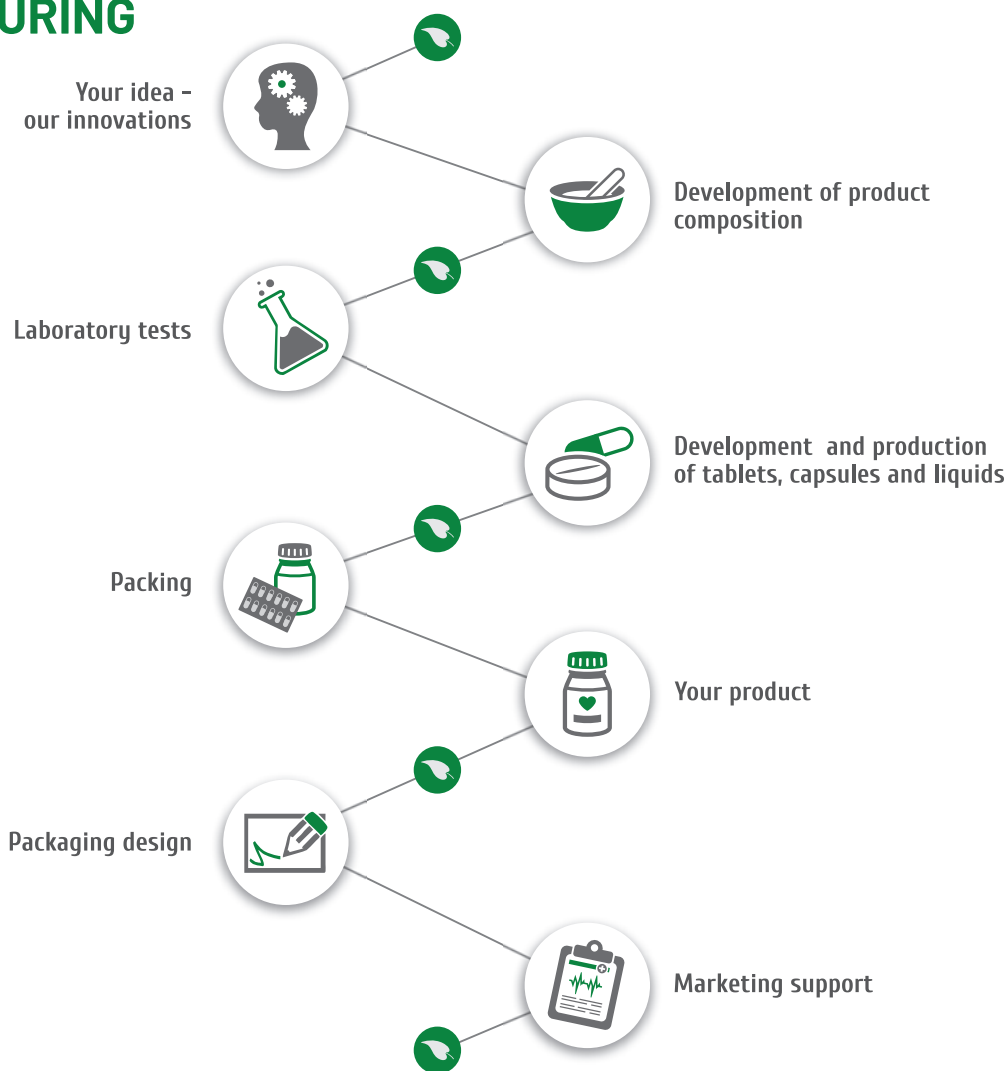 URING
Your idea -
our innovations
Development of product
composition
Laboratory tests
Development and production
of tablets, capsules and liquids
Packing
Your product
Packaging design
Marketing support